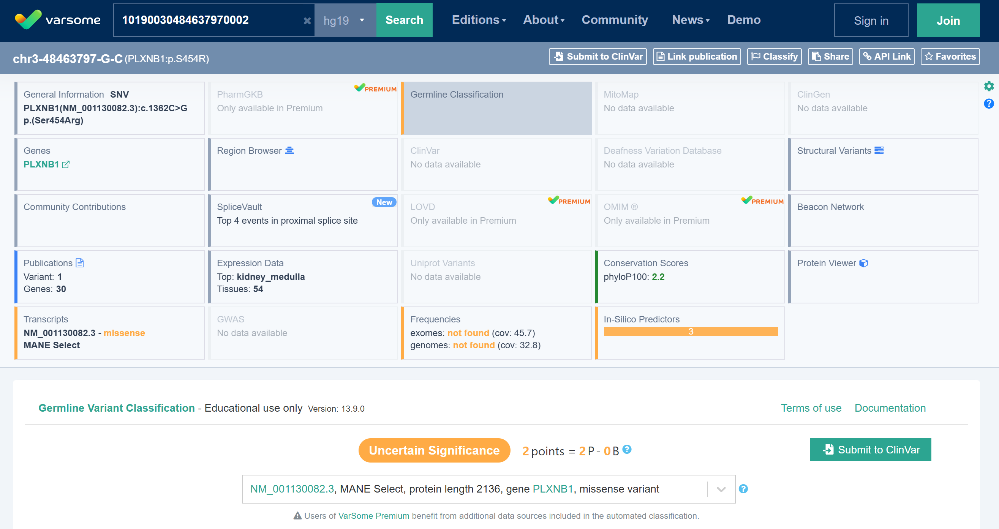 varsome
10190030484637970002
hg19
Search
Editions
About
Community
News
Demo
Sign in
Join
chr3-48463797-G-C (PLXNB1:p.S454R)
Submit to ClinVar
Link publication
Classify
Share
API Link
Favorites
General Information SNV
PLXNB1(NM_001130082.3):c.1362C>G
p.(Ser454Arg)
PharmGKB
PREMIUM
Only available in Premium
Germline Classification
MitoMap
No data available
ClinGen
No data available
Genes
PLXNB1
Region Browser
ClinVar
No data available
Deafness Variation Database
No data available
Structural Variants
Community Contributions
SpliceVault
New
Top 4 events in proximal splice site
LOVD
PREMIUM
Only available in Premium
OMIM ®
PREMIUM
Only available in Premium
Beacon Network
Publications
Variant: 1
Genes: 30
Expression Data
Top: kidney_medulla
Tissues: 54
Uniprot Variants
No data available
Conservation Scores
phyloP100: 2.2
Protein Viewer
Transcripts
NM_001130082.3 - missense
MANE Select
GWAS
No data available
Frequencies
exomes: not found (cov: 45.7)
genomes: not found (cov: 32.8)
In-Silico Predictors
3
Germline Variant Classification - Educational use only Version: 13.9.0
Terms of use
Documentation
Uncertain Significance
2 points = 2 P - 0 B
Submit to ClinVar
NM_001130082.3, MANE Select, protein length 2136, gene PLXNB1, missense variant
Users of VarSome Premium benefit from additional data sources included in the automated classification.